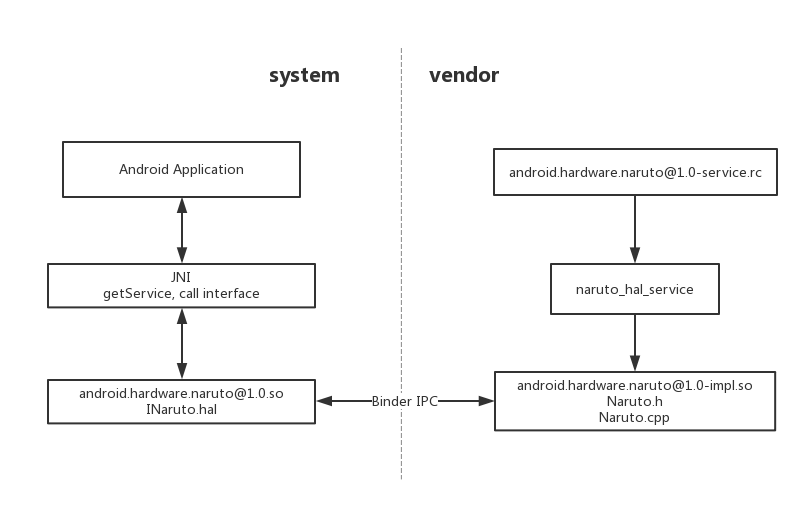 system
vendor
Android Application
android.hardware.naruto@1.0-service.rc
JNI
getService, call interface
naruto_hal_service
android.hardware.naruto@1.0.so
INaruto.hal
Binder IPC
android.hardware.naruto@1.0-impl.so
Naruto.h
Naruto.cpp